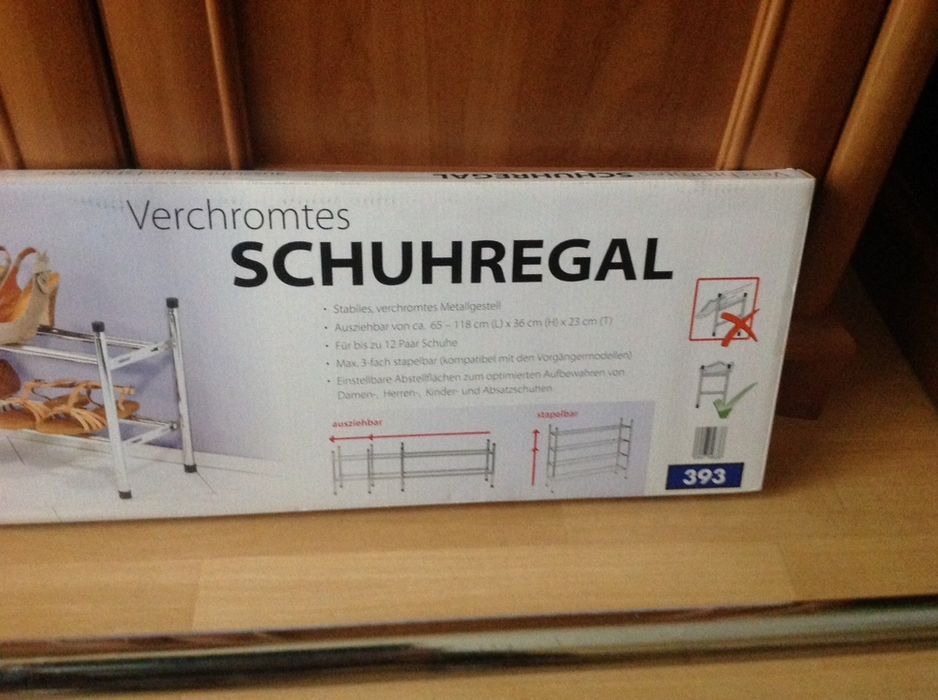 SCHUHREGAL
Verchromtes
SCHUHREGAL
• Stabiles, verchromtes Metallgestell
• Ausziehbar von ca. 65 – 118 cm (L) x 36 cm (H) x 23 cm (T)
• Für bis zu 12 Paar Schuhe
• Max. 3-fach stapelbar (kompatibel mit den Vorgängermodellen)
• Einstellbare Abstellflächen zum optimierten Aufbewahren von
Damen-, Herren-, Kinder- und Absatzschuhen
ausziehbar
stapelbar
393